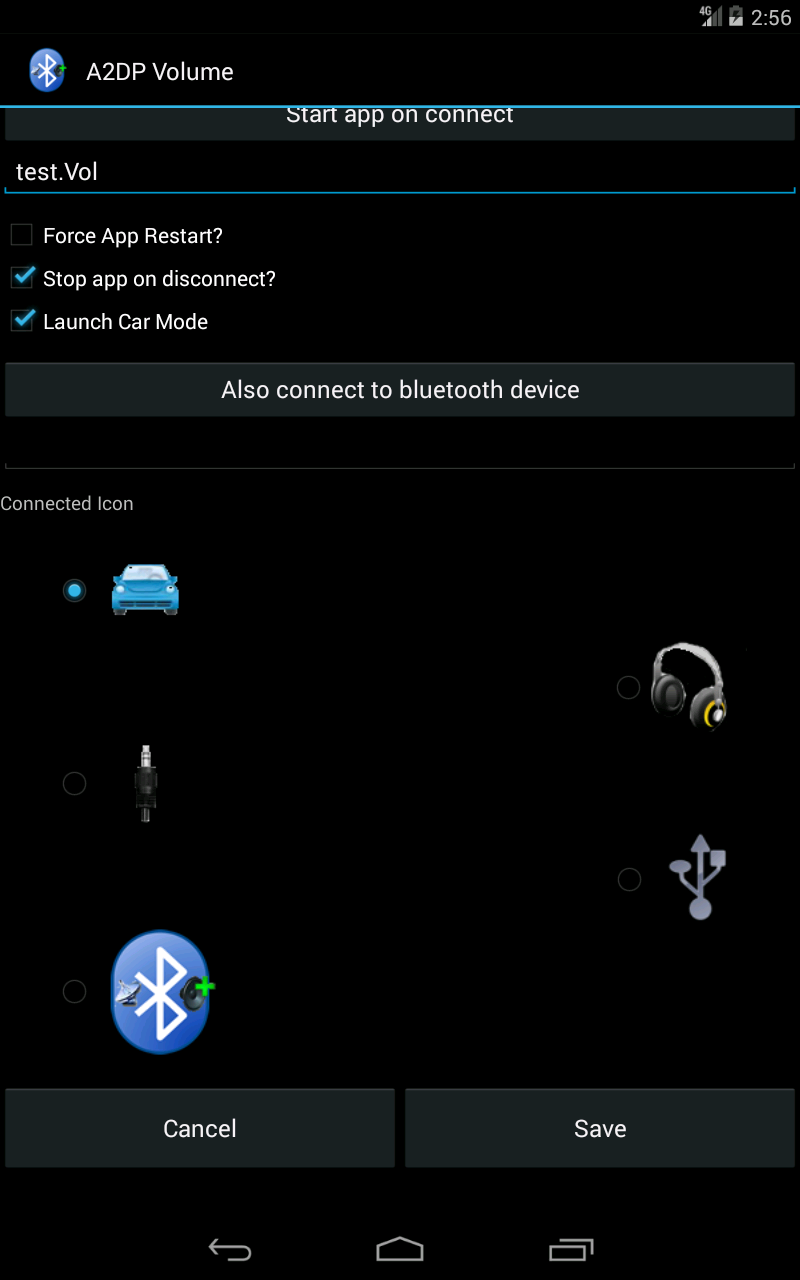 4G 2:56
A2DP Volume
Start app on connect
test.Vol
Force App Restart?
Stop app on disconnect?
Launch Car Mode
Also connect to bluetooth device
Connected Icon
Cancel
Save